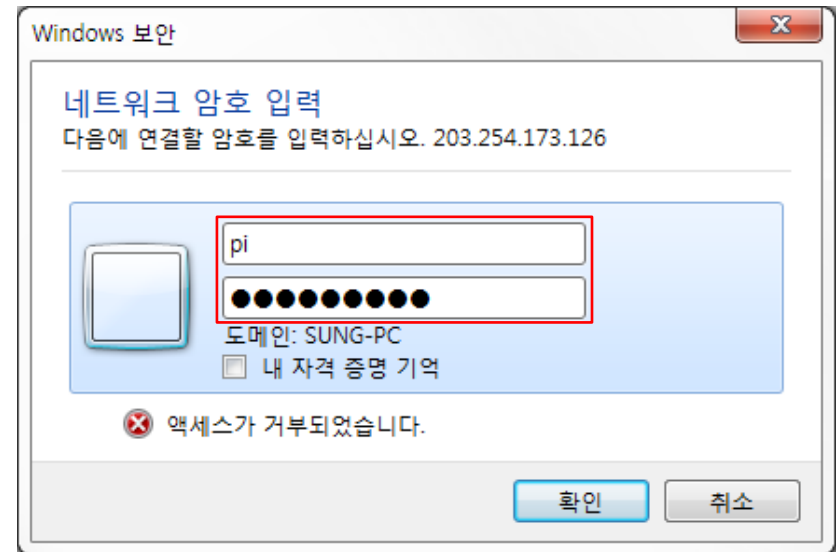 Windows 보안
네트워크 암호 입력
다음에 연결할 암호를 입력하십시오. 203.254.173.126
pi
●●●●●●●●●
도메인: SUNG-PC
내 자격 증명 기억
액세스가 거부되었습니다.
확인 취소